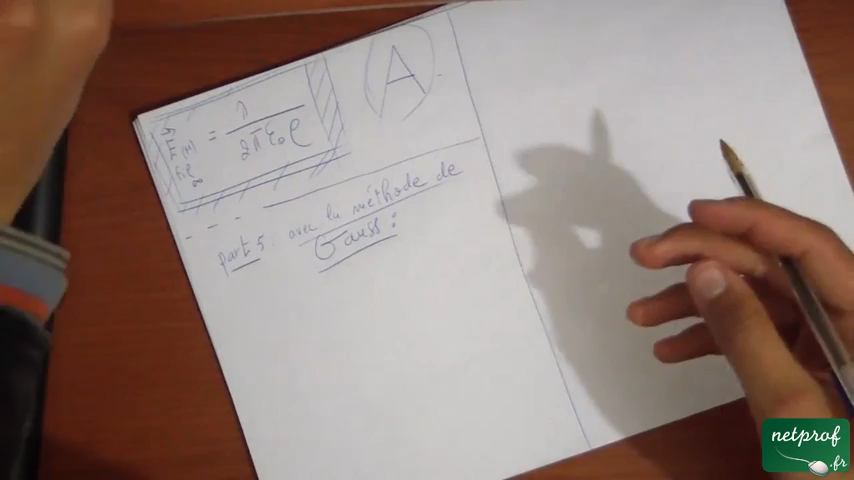 E(M) = λ / 2πε₀ρ
fil∞
A
part 5: avec la méthode de
Gauss:
netprof
.fr